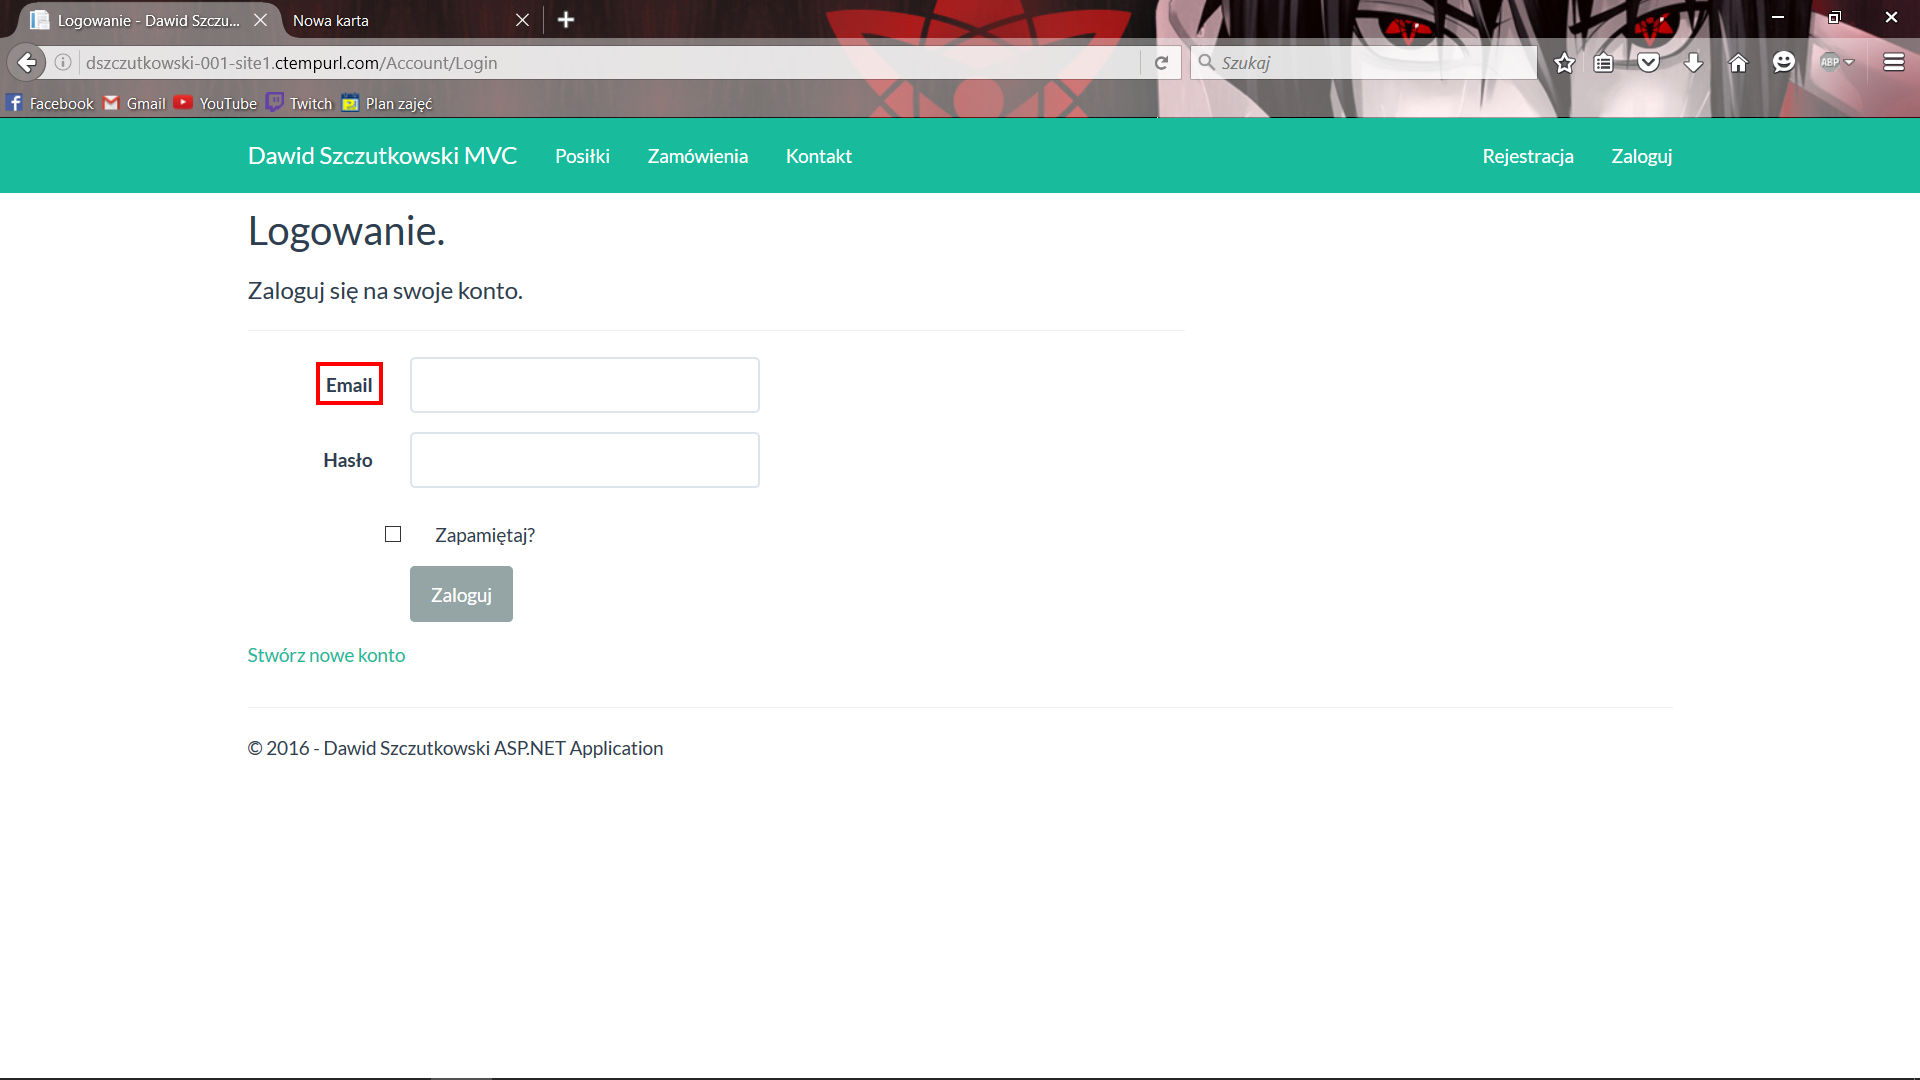 Logowanie - Dawid Szczu... Nowa karta
dszczutkowski-001-site1.ctempurl.com/Account/Login Szukaj ABP
Facebook Gmail YouTube Twitch Plan zajęć
Dawid Szczutkowski MVC Posiłki Zamówienia Kontakt Rejestracja Zaloguj
Logowanie.
Zaloguj się na swoje konto.
Email
Hasło
Zapamiętaj?
Zaloguj
Stwórz nowe konto
© 2016 - Dawid Szczutkowski ASP.NET Application